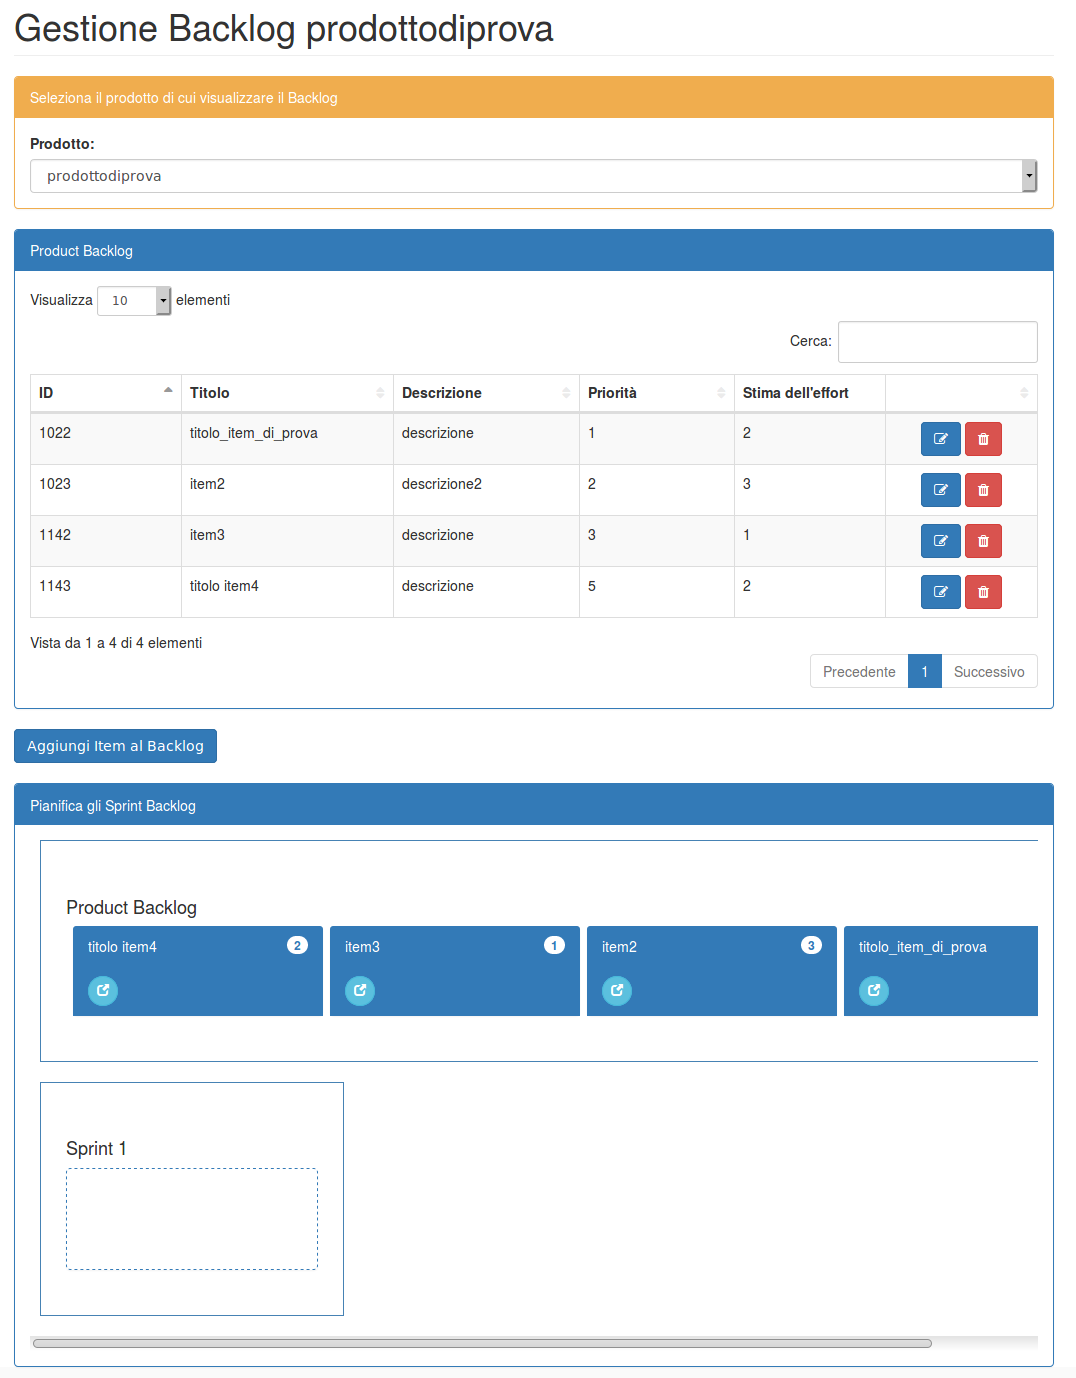 Gestione Backlog prodottodiprova
Seleziona il prodotto di cui visualizzare il Backlog
Prodotto:
prodottodiprova
Product Backlog
Visualizza 10 elementi
Cerca:
ID Titolo Descrizione Priorità Stima dell'effort
1022 titolo_item_di_prova descrizione 1 2
1023 item2 descrizione2 2 3
1142 item3 descrizione 3 1
1143 titolo item4 descrizione 5 2
Vista da 1 a 4 di 4 elementi
Precedente 1 Successivo
Aggiungi Item al Backlog
Pianifica gli Sprint Backlog
Product Backlog
titolo item4 2 item3 1 item2 3 titolo_item_di_prova
Sprint 1